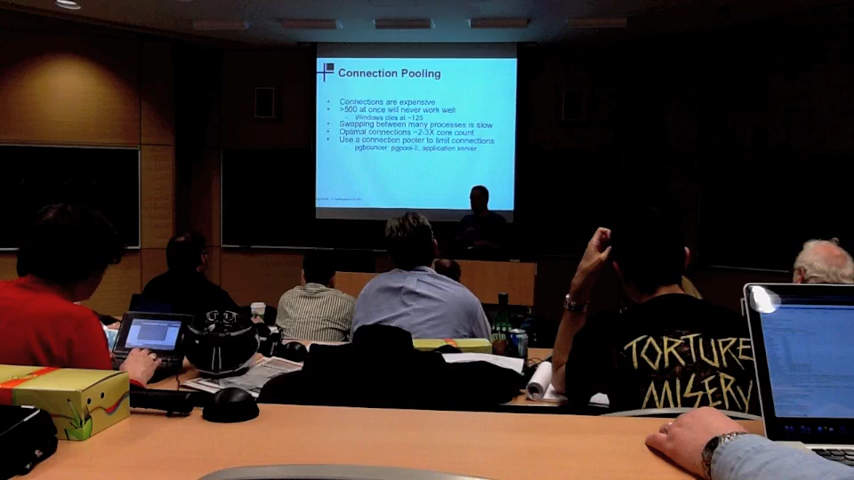 Connection Pooling
• Connections are expensive
• >500 at once will never work well
– Windows dies at ~125
• Swapping between many processes is slow
• Optimal connections ~2-3X core count
• Use a connection pooler to limit connections
pgbouncer, pgpool-II, application server
TORTURE
MISERY